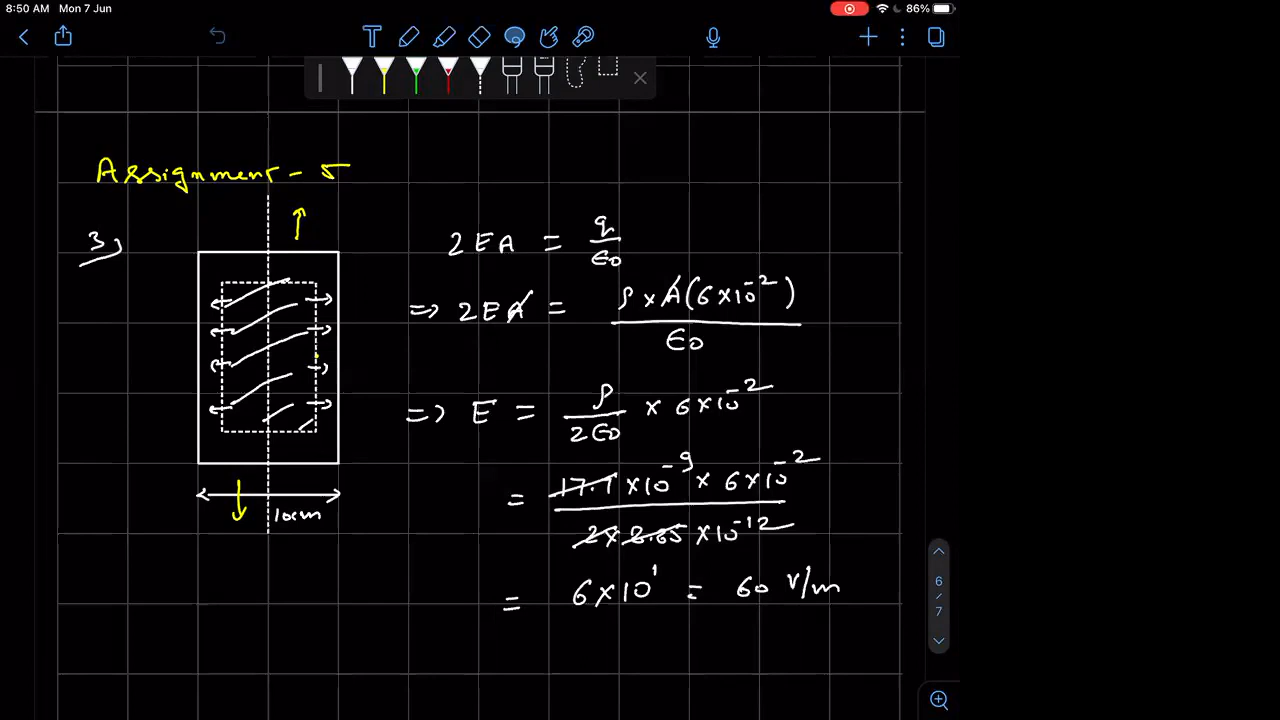 8:50 AM Mon 7 Jun 86%
Assignment - 5
3)
2EA = q/ϵ0
⇒ 2EA = ρ × A(6×10⁻²)/ϵ0
⇒ E = ρ/2ϵ0 × 6×10⁻²
= 17.7×10⁻⁹ × 6×10⁻² / 2×8.85×10⁻¹²
10cm
= 6×10¹ = 60 V/m
6/7